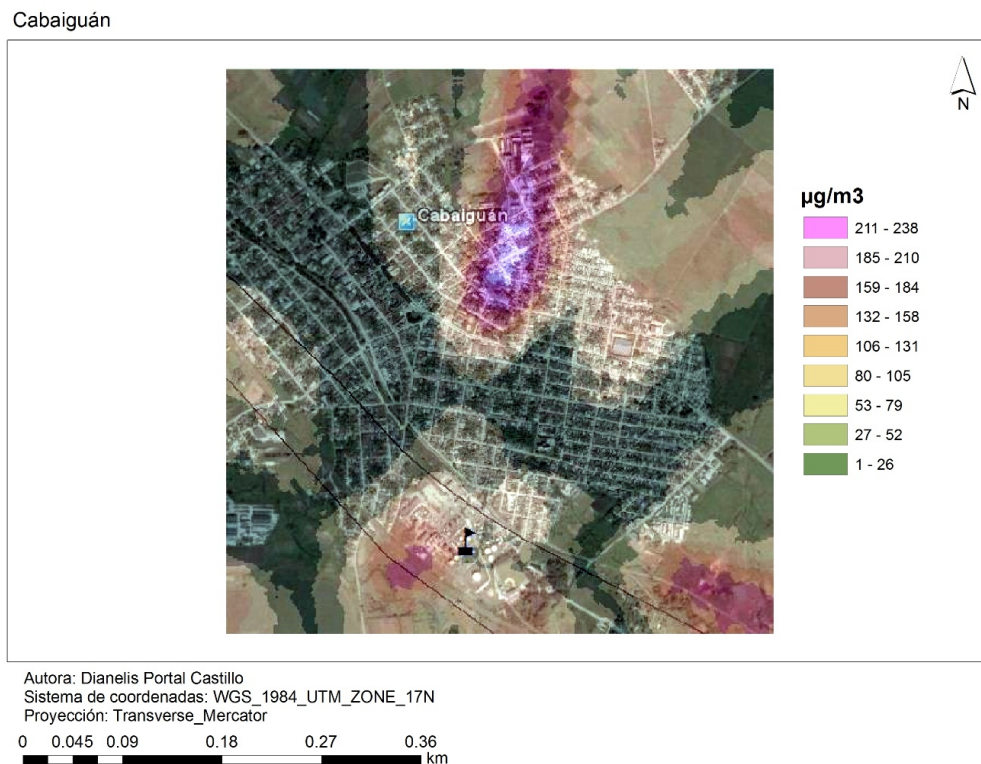 Cabaiguán
N
Cabaiguán
µg/m3
211 - 238
185 - 210
159 - 184
132 - 158
106 - 131
80 - 105
53 - 79
27 - 52
1 - 26
Autora: Dianelis Portal Castillo
Sistema de coordenadas: WGS_1984_UTM_ZONE_17N
Proyección: Transverse_Mercator
0 0.045 0.09 0.18 0.27 0.36
km